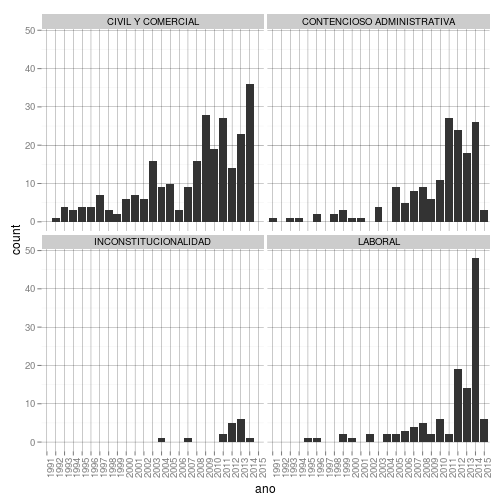 CIVIL Y COMERCIAL
CONTENCIOSO ADMINISTRATIVA
50
40
30
20
10
0
INCONSTITUCIONALIDAD
LABORAL
50
40
30
20
10
0
count
1991 1992 1993 1994 1995 1996 1997 1998 1999 2000 2001 2002 2003 2004 2005 2006 2007 2008 2009 2010 2011 2012 2013 2014 2015
1991 1992 1993 1994 1995 1996 1997 1998 1999 2000 2001 2002 2003 2004 2005 2006 2007 2008 2009 2010 2011 2012 2013 2014 2015
ano